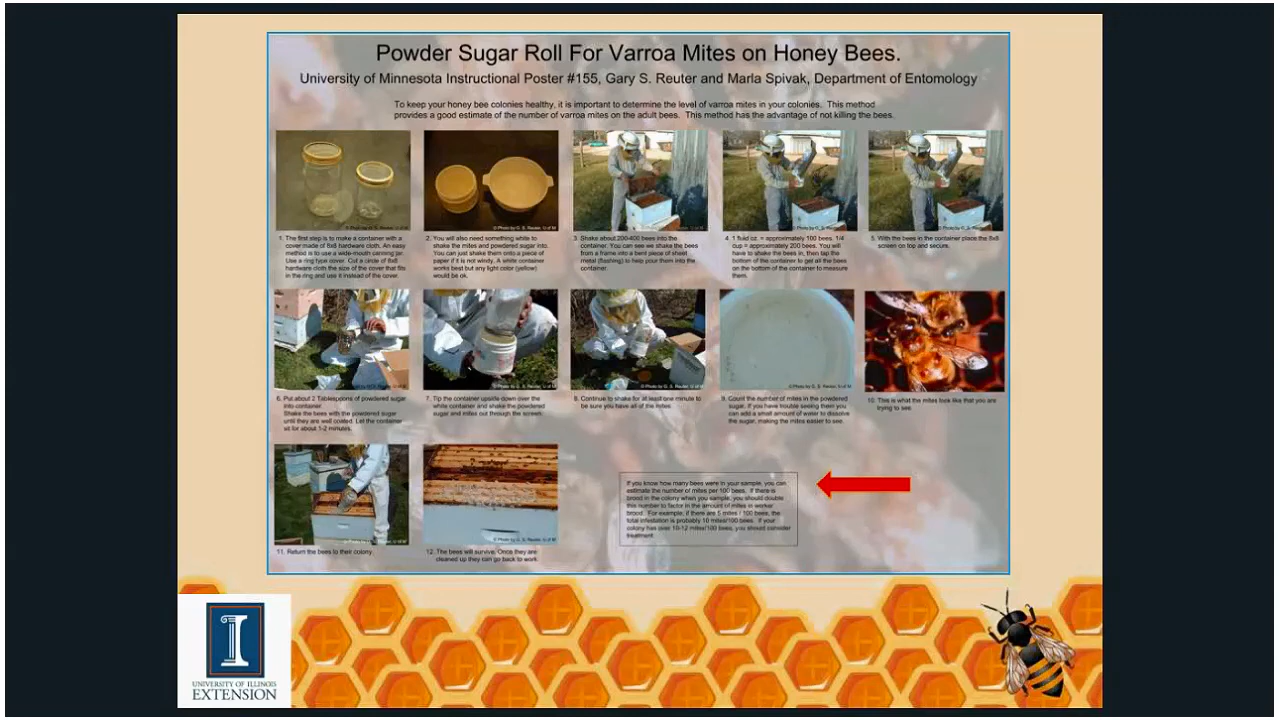 Powder Sugar Roll For Varroa Mites on Honey Bees.
University of Minnesota Instructional Poster #155, Gary S. Reuter and Marla Spivak, Department of Entomology
To keep your honey bee colonies healthy, it is important to determine the level of varroa mites in your colonies. This method
provides a good estimate of the number of varroa mites on the adult bees. This method has the advantage of not killing the bees.
1. The first step is to make a container with a
cover made of 8x8 hardware cloth. An easy
method is to use a wide-mouth canning jar.
Use a ring type cover. Cut a circle of 8x8
hardware cloth the size of the cover that fits
in the ring and use it instead of the cover.
2. You will also need something white to
shake the mites and powdered sugar into.
You can just shake them onto a piece of
paper if it is not windy. A white container
works best but any light color (yellow)
would be ok.
3. Shake about 200-400 bees into the
container. You can see we shake the bees
from a frame into a bent piece of sheet
metal (flashing) to help pour them into the
container.
4. 1 fluid oz. = approximately 100 bees. 1/4
cup = approximately 200 bees. You will
have to shake the bees in, then tap the
bottom of the container to get all the bees
on the bottom of the container to measure
them.
5. With the bees in the container place the 8x8
screen on top and secure.
6. Put about 2 Tablespoons of powdered sugar
into container.
Shake the bees with the powdered sugar
until they are well coated. Let the container
sit for about 1-2 minutes.
7. Tip the container upside down over the
white container and shake the powdered
sugar and mites out through the screen.
8. Continue to shake for at least one minute to
be sure you have all of the mites.
9. Count the number of mites in the powdered
sugar. If you have trouble seeing them you
can add a small amount of water to dissolve
the sugar, making the mites easier to see.
10. This is what the mites look like that you are
trying to see.
11. Return the bees to their colony.
12. The bees will survive. Once they are
cleaned up they can go back to work.
If you know how many bees were in your sample, you can
estimate the number of mites per 100 bees. If there is
brood in the colony when you sample, you should double
this number to factor in the amount of mites in worker
brood. For example, if there are 5 mites / 100 bees, the
total infestation is probably 10 mites/100 bees. If your
colony has over 10-12 mites/100 bees, you should consider
treatment.
UNIVERSITY OF ILLINOIS
EXTENSION